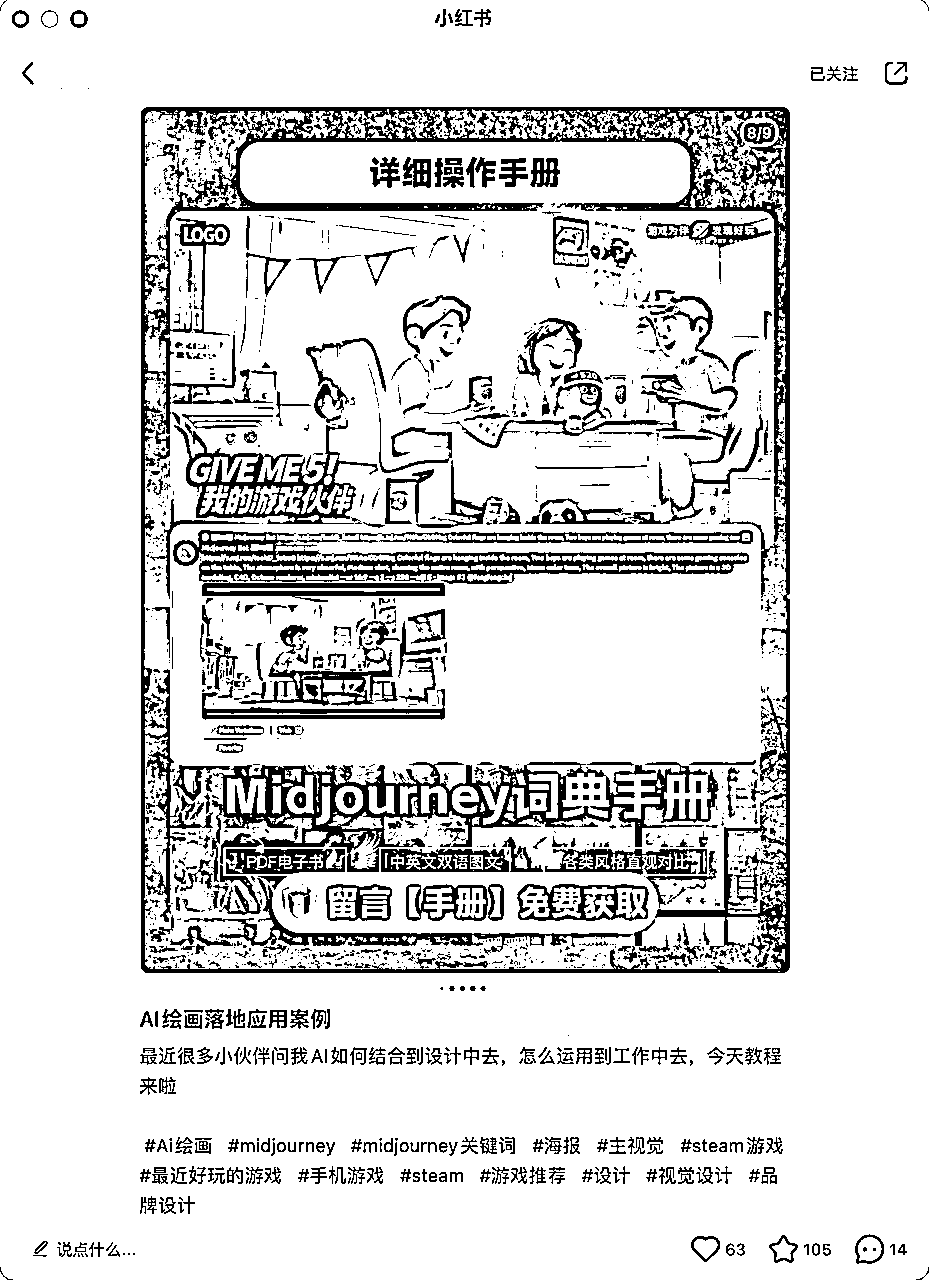 小红书
已关注
8/9
详细操作手册
LOGO
游戏为伴 发现好玩
GIVE ME 5!
我的游戏伙伴
Midjourney词典手册
PDF电子书
中英文双语图文
各类风格直观对比
留言【手册】免费获取
AI绘画落地应用案例
最近很多小伙伴问我AI如何结合到设计中去，怎么运用到工作中去，今天教程
来啦
#Ai绘画 #midjourney #midjourney关键词 #海报 #主视觉 #steam游戏
#最近好玩的游戏 #手机游戏 #steam #游戏推荐 #设计 #视觉设计 #品
牌设计
说点什么...
63
105
14